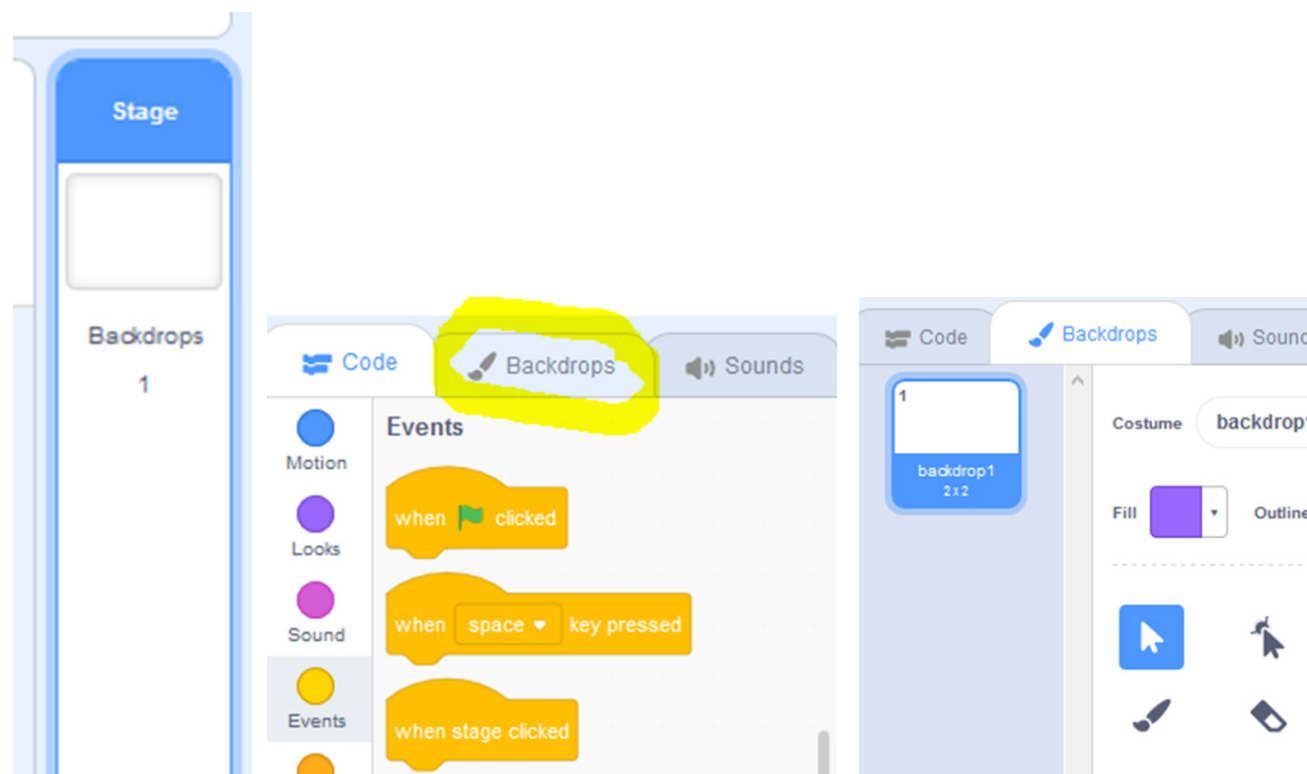 Stage
Backdrops
1
Code
Backdrops
Sounds
Motion
Looks
Sound
Events
Events
when clicked
when space key pressed
when stage clicked
Code
Backdrops
1
backdrop1
2 x 2
Costume
Fill
Outline